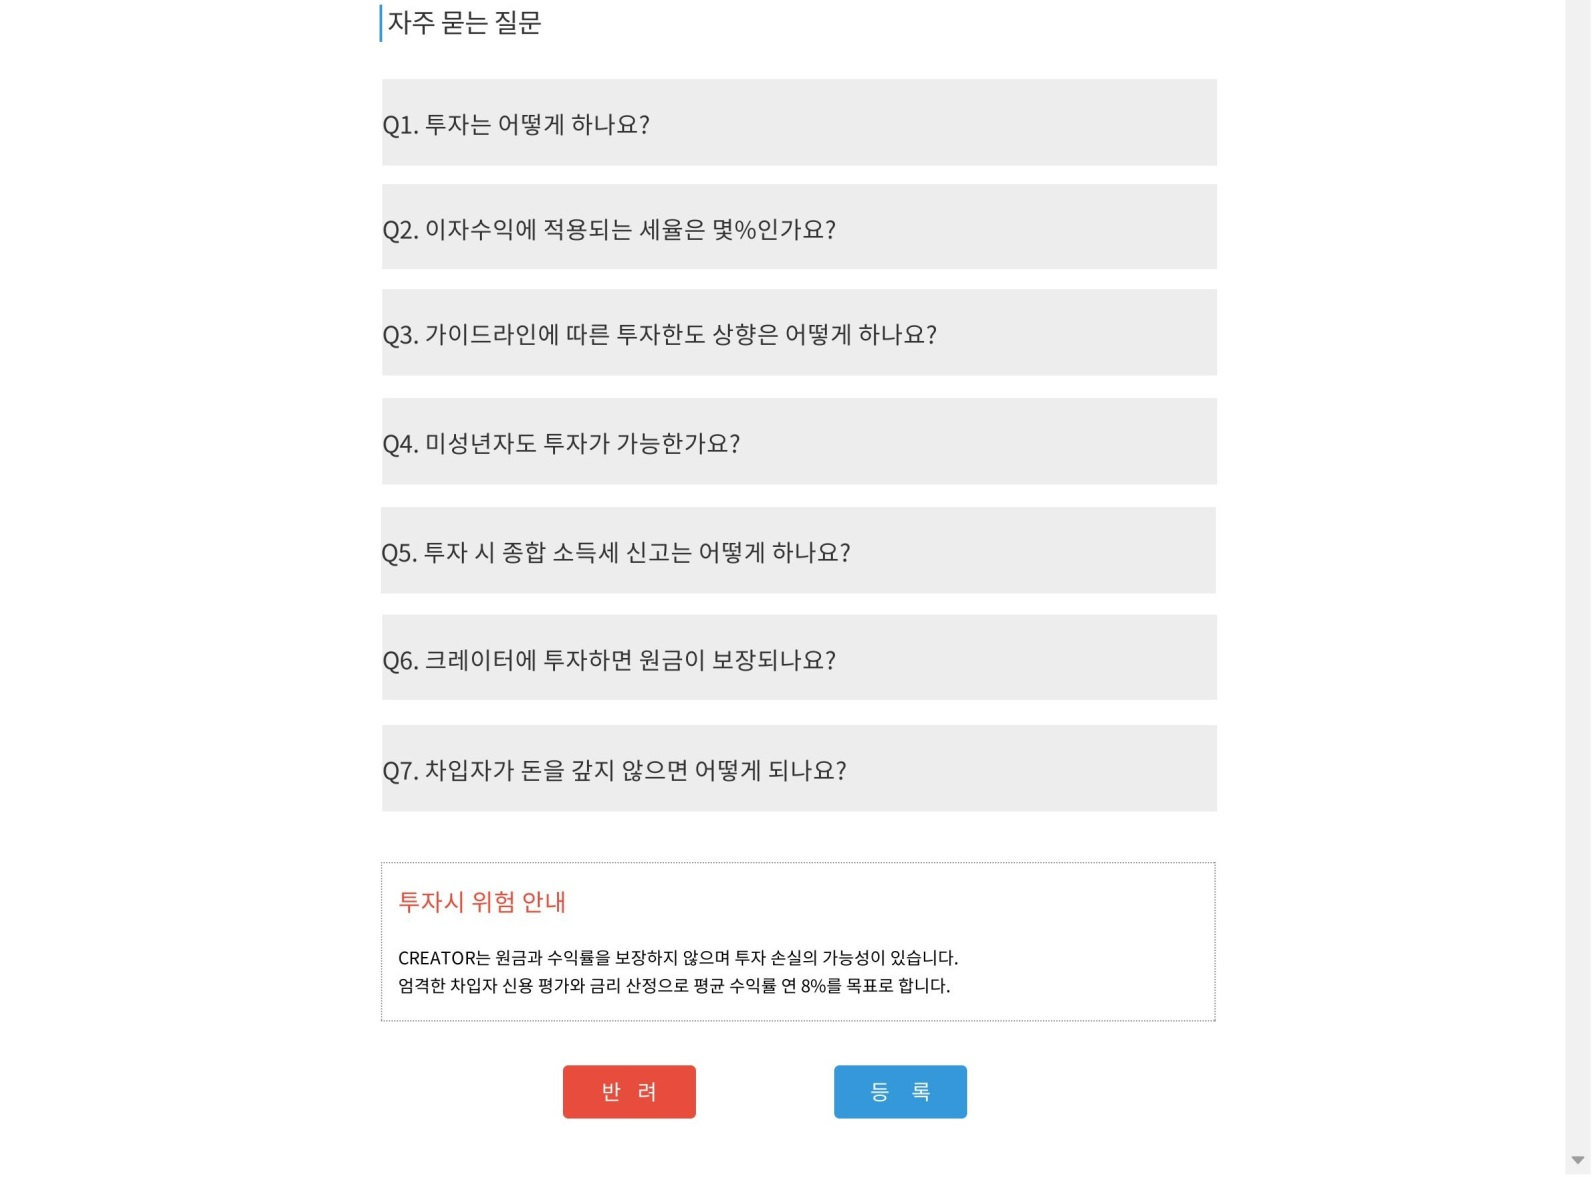 자주 묻는 질문
Q1. 투자는 어떻게 하나요?
Q2. 이자수익에 적용되는 세율은 몇%인가요?
Q3. 가이드라인에 따른 투자한도 상향은 어떻게 하나요?
Q4. 미성년자도 투자가 가능한가요?
Q5. 투자 시 종합 소득세 신고는 어떻게 하나요?
Q6. 크레이터에 투자하면 원금이 보장되나요?
Q7. 차입자가 돈을 갚지 않으면 어떻게 되나요?
투자시 위험 안내
CREATOR는 원금과 수익률을 보장하지 않으며 투자 손실의 가능성이 있습니다.
엄격한 차입자 신용 평가와 금리 산정으로 평균 수익률 연 8%를 목표로 합니다.
반 려
등 록